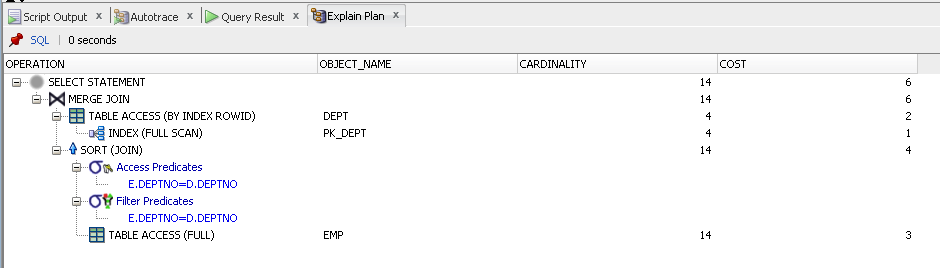 Script Output x Autotrace x Query Result x Explain Plan x
SQL | 0 seconds
OPERATION OBJECT_NAME CARDINALITY COST
SELECT STATEMENT 14 6
MERGE JOIN 14 6
TABLE ACCESS (BY INDEX ROWID) DEPT 4 2
INDEX (FULL SCAN) PK_DEPT 4 1
SORT (JOIN) 14 4
Access Predicates
E.DEPTNO=D.DEPTNO
Filter Predicates
E.DEPTNO=D.DEPTNO
TABLE ACCESS (FULL) EMP 14 3